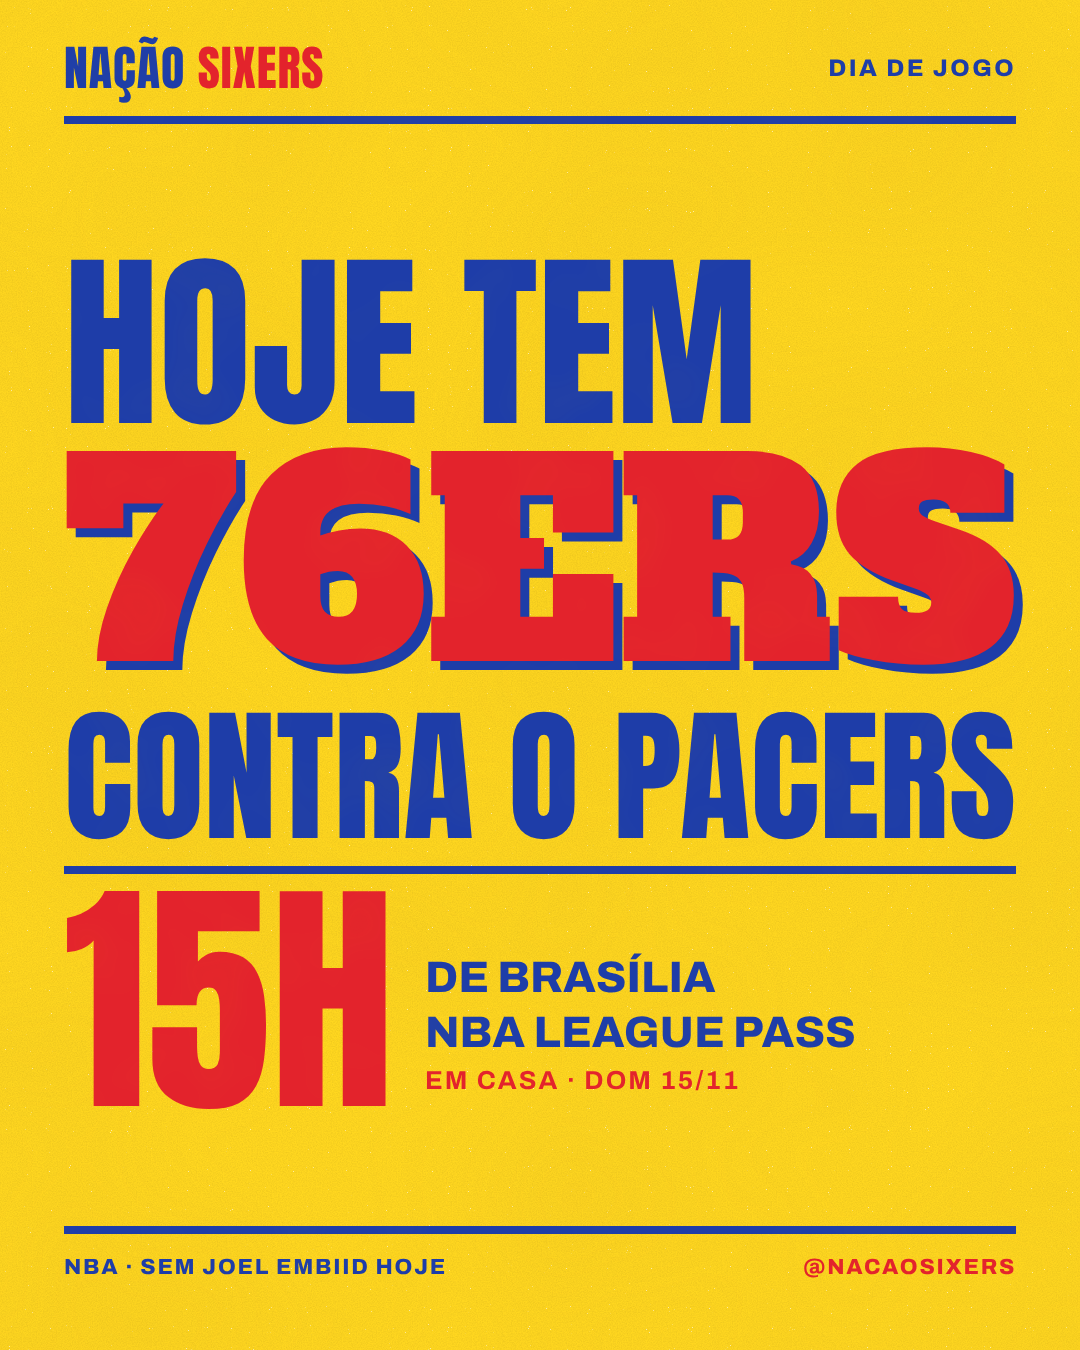 NAÇÃO SIXERS
DIA DE JOGO
HOJE TEM
76ERS
CONTRA O PACERS
15H
DE BRASÍLIA
NBA LEAGUE PASS
EM CASA · DOM 15/11
NBA · SEM JOEL EMBIID HOJE
@NACAOSIXERS